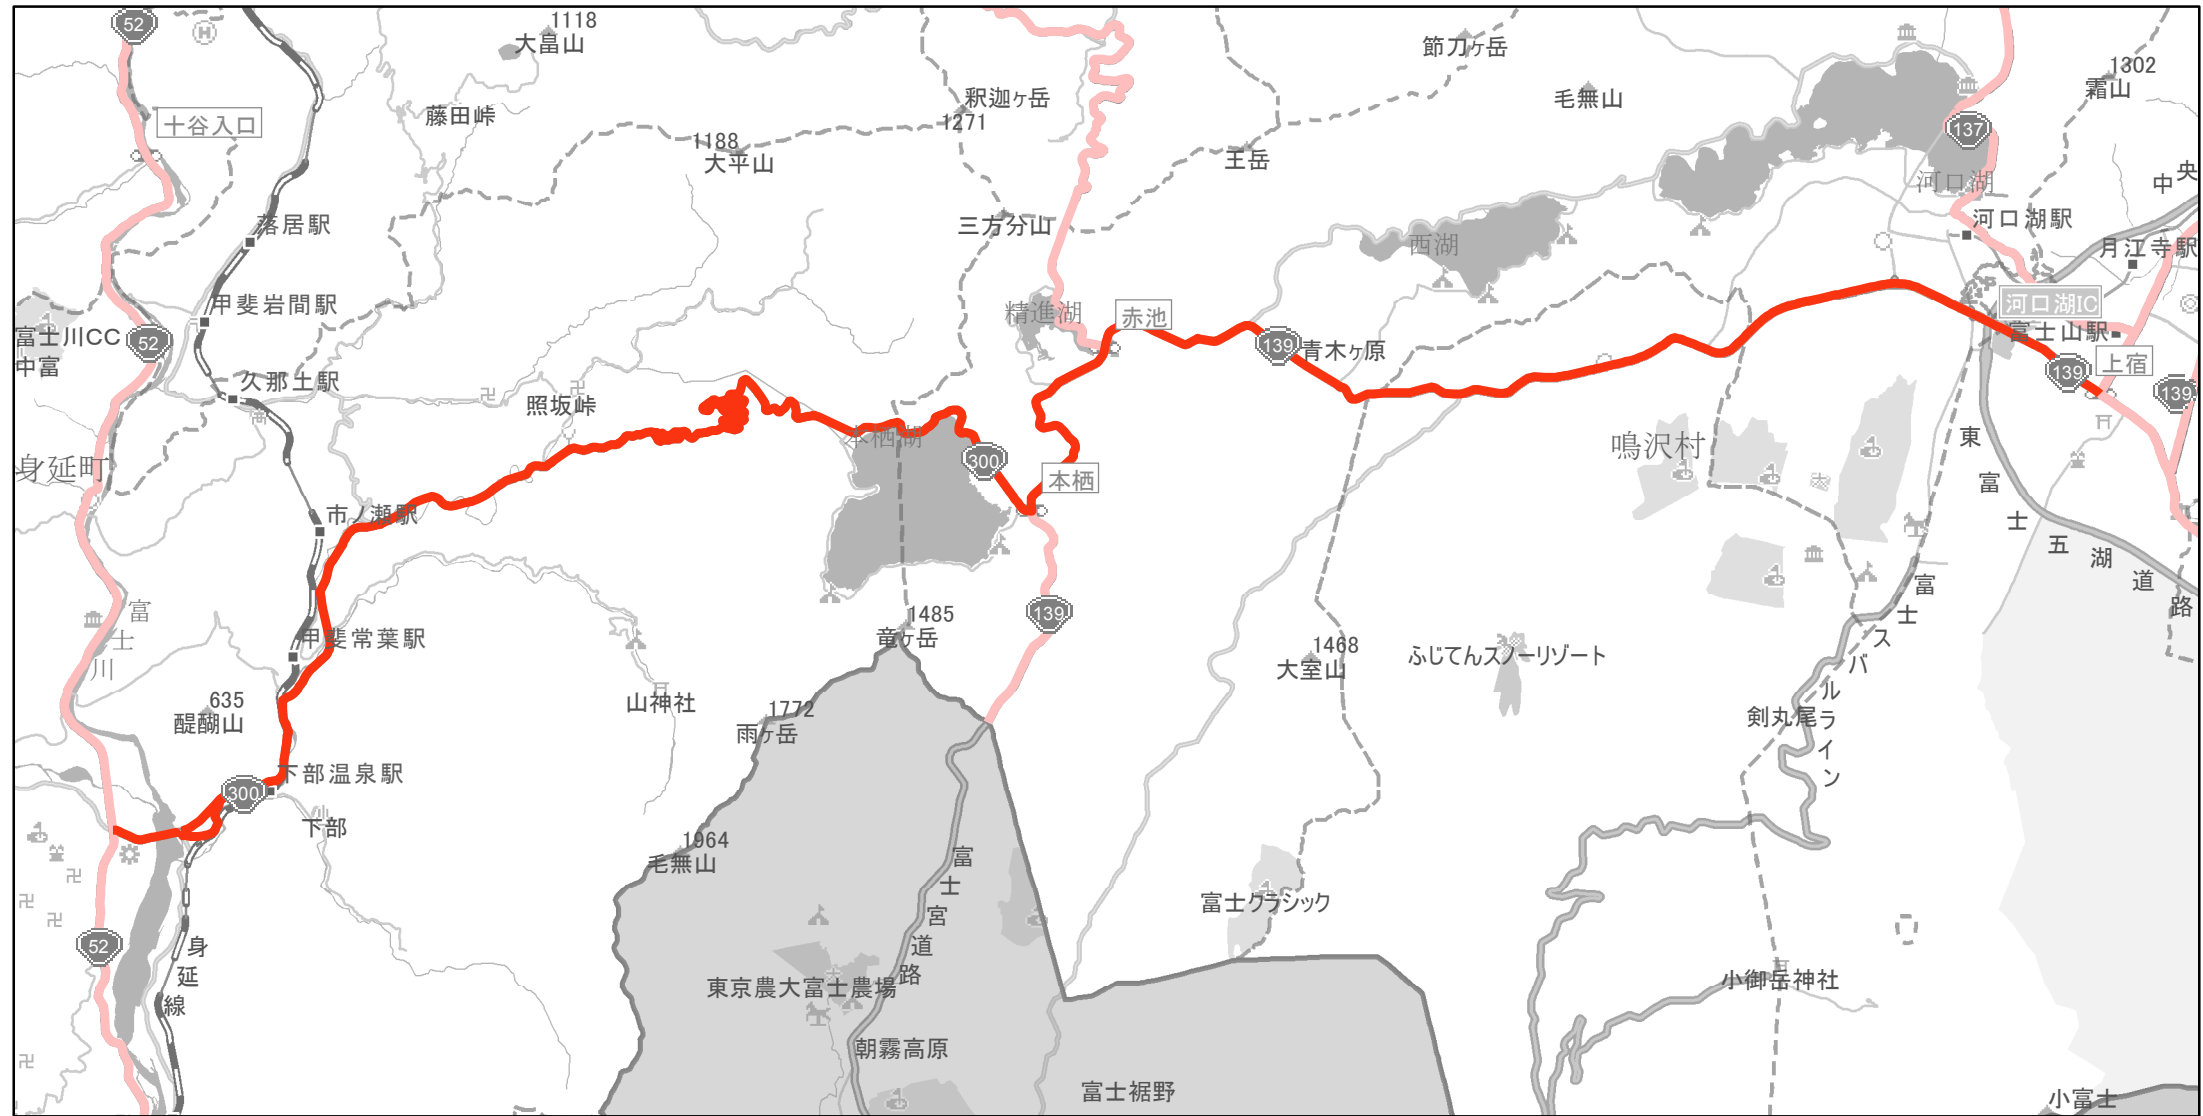 52
1118
大畠山
節刀ヶ岳
1302
霜山
釈迦ヶ岳
1271
毛無山
藤田峠
十谷入口
137
1188
大平山
王岳
中央
河口湖
落居駅
三方分山
河口湖駅
西湖
月江寺駅
甲斐岩間駅
精進湖
赤池
河口湖IC
富士川CC
中富
52
139
青木ヶ原
富士山駅
上宿
139
139
久那土駅
照坂峠
本栖湖
東富士五湖道路
鳴沢村
身延町
300
本栖
市ノ瀬駅
富士川
139
1485
竜ヶ岳
甲斐常葉駅
1468
大室山
ふじてんスノーリゾート
富士スバルライン
山神社
635
醍醐山
1772
雨ヶ岳
剣丸尾
下部温泉駅
300
下部
1964
毛無山
富士宮道路
富士クラシック
52
身延線
東京農大富士農場
小御岳神社
朝霧高原
富士裾野
小富士